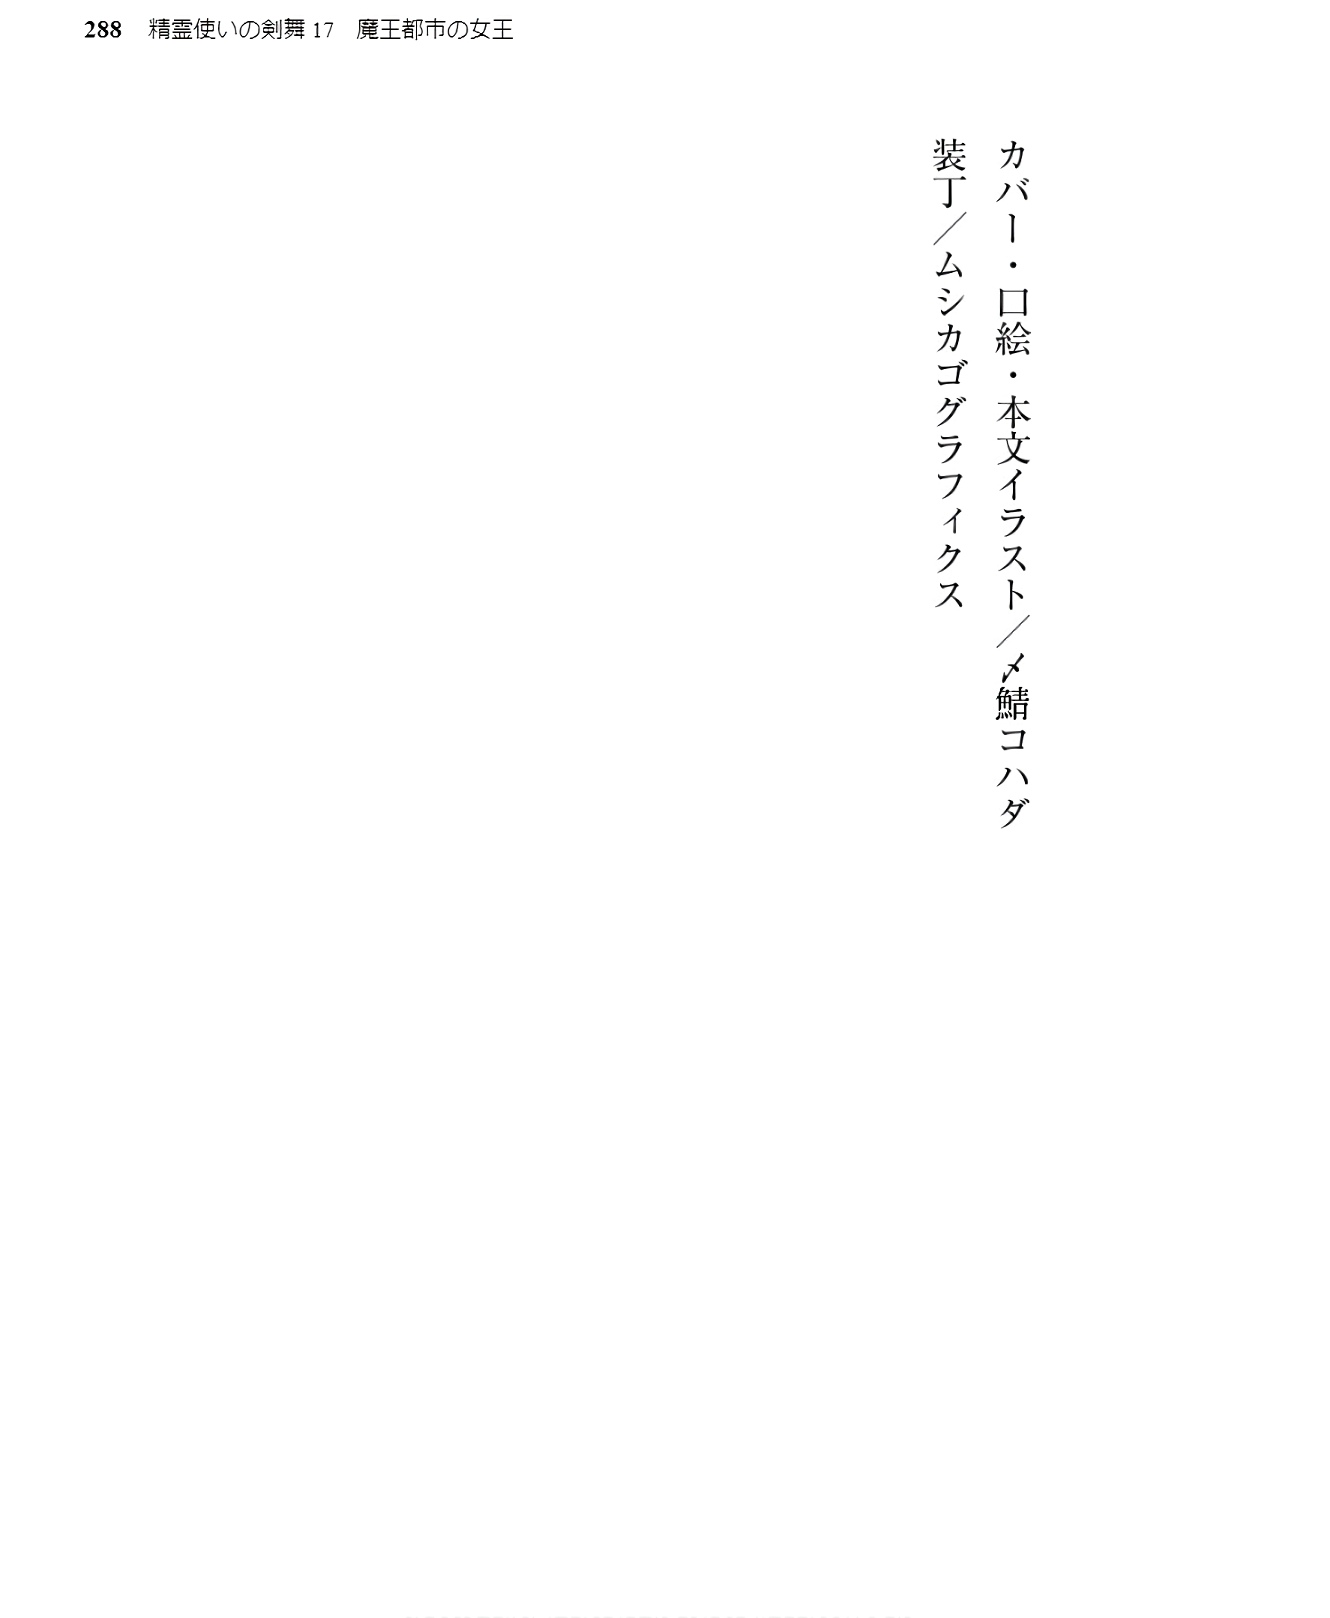 288 精霊使いの剣舞 17 魔王都市の女王
カバー・口絵・本文イラスト／〆鯖コハダ
装丁／ムシカゴグラフィクス